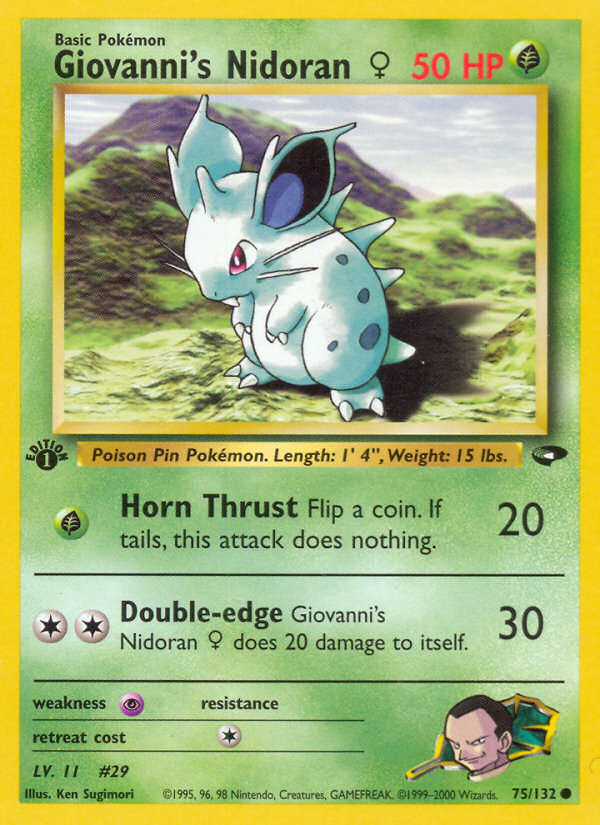 Basic Pokémon
Giovanni's Nidoran ♀ 50 HP
EDITION
1
Poison Pin Pokémon. Length: 1' 4", Weight: 15 lbs.
Horn Thrust Flip a coin. If
tails, this attack does nothing.
20
Double-edge Giovanni's
Nidoran ♀ does 20 damage to itself.
30
weakness
resistance
retreat cost
LV. 11 #29
Illus. Ken Sugimori
©1995, 96, 98 Nintendo, Creatures, GAMEFREAK. ©1999-2000 Wizards.
75/132